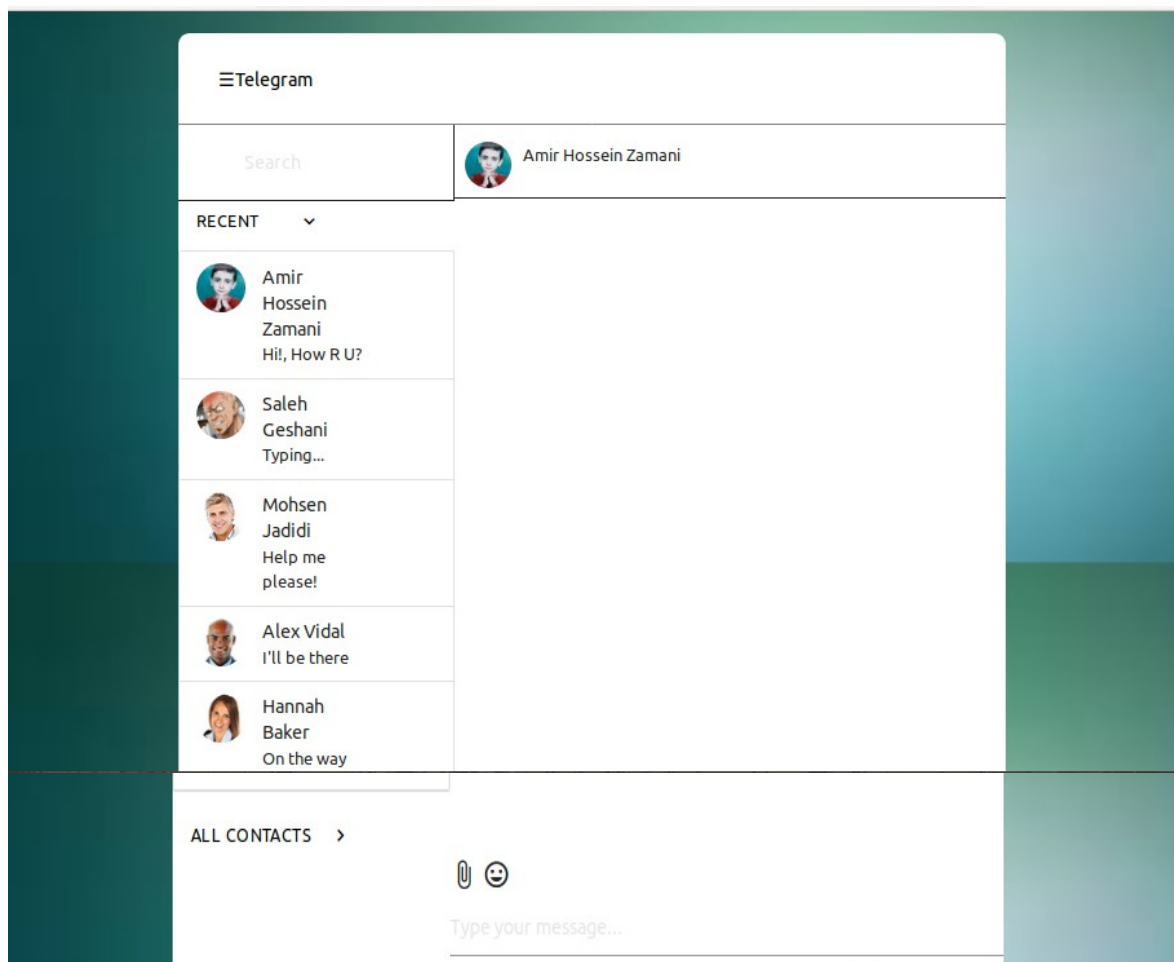 ☰Telegram
Search
Amir Hossein Zamani
RECENT
Amir
Hossein
Zamani
Hi!, How R U?
Saleh
Geshani
Typing...
Mohsen
Jadidi
Help me
please!
Alex Vidal
I'll be there
Hannah
Baker
On the way
ALL CONTACTS
Type your message...